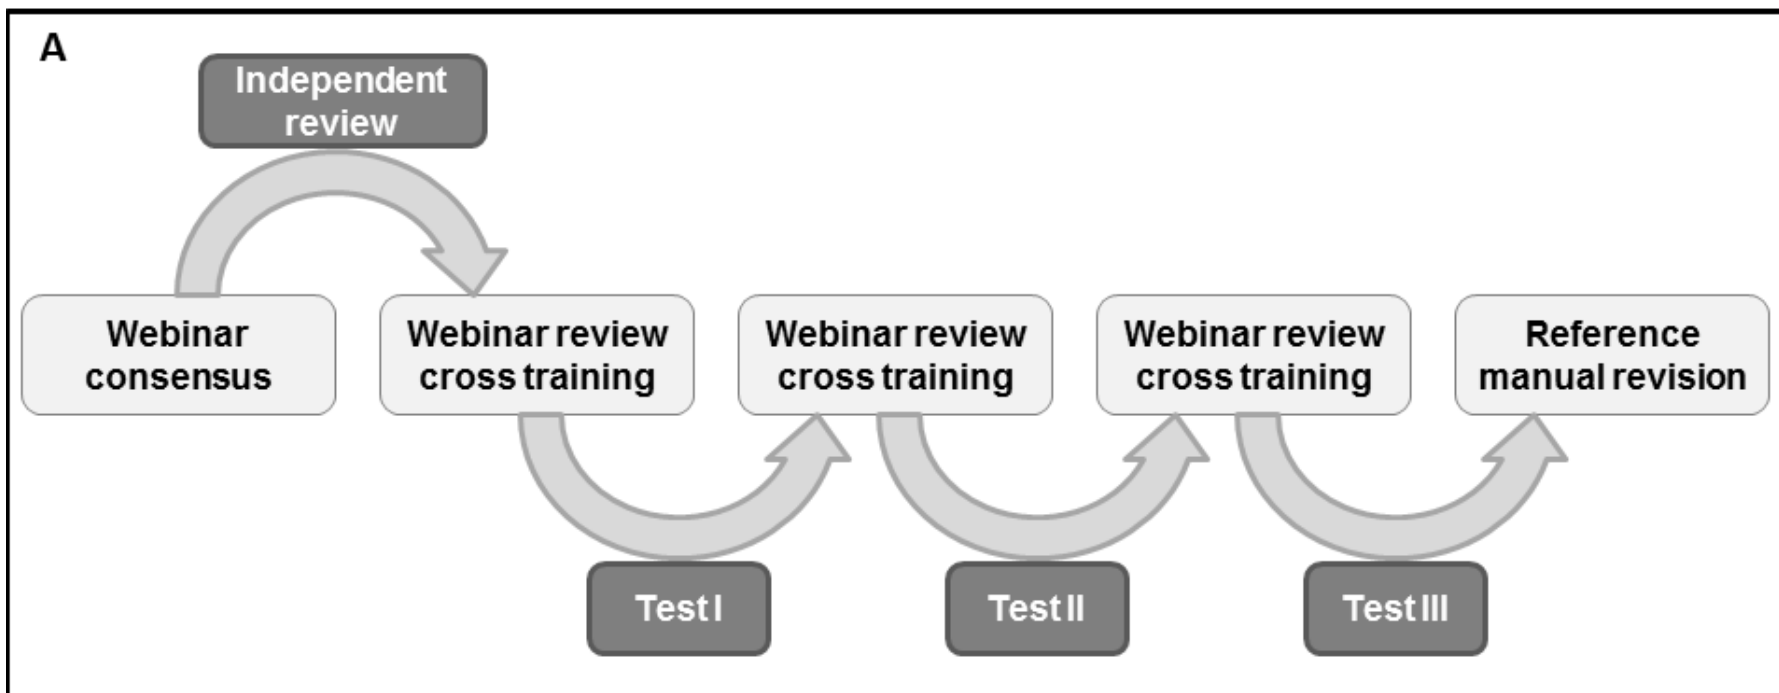 A
Independent
review
Webinar
consensus
Webinar review
cross training
Webinar review
cross training
Webinar review
cross training
Reference
manual revision
Test I
Test II
Test III